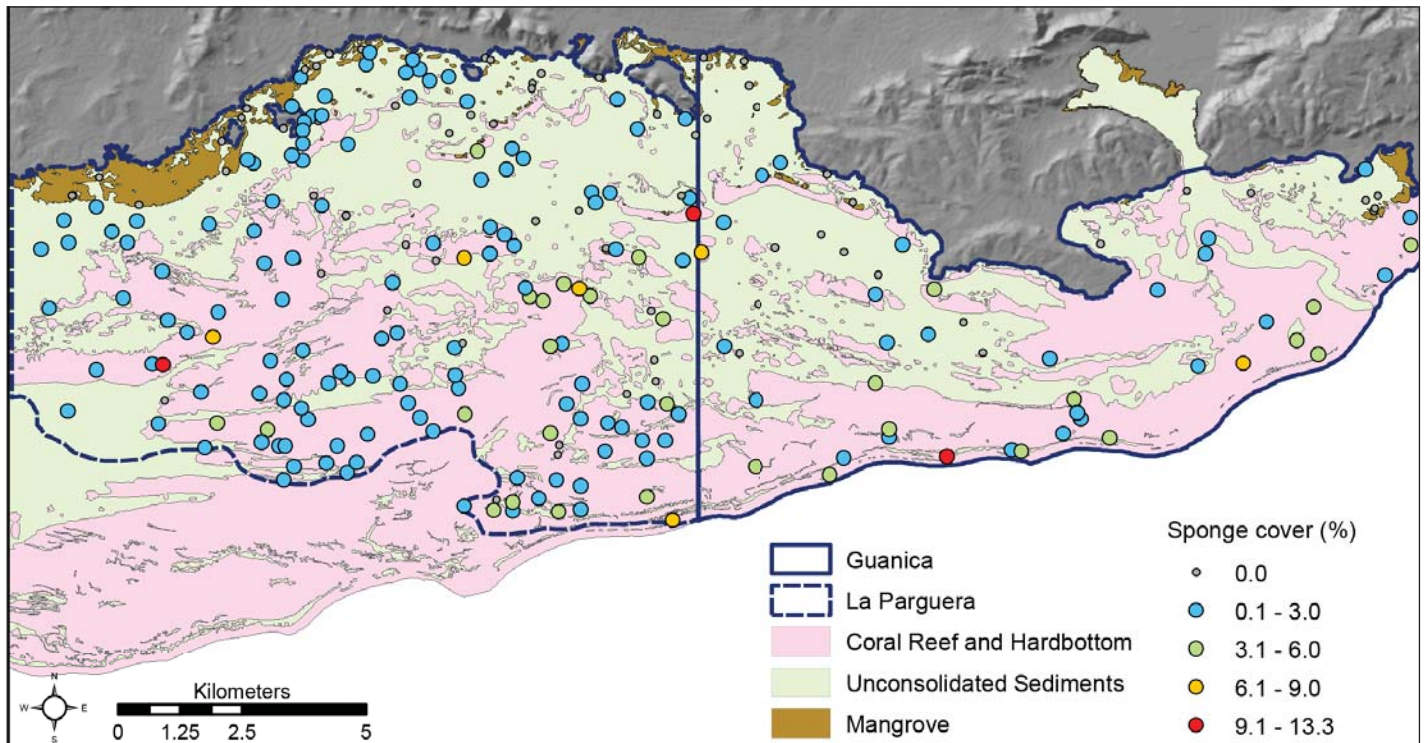 Sponge cover (%)
Guanica
0.0
La Parguera
0.1 - 3.0
Coral Reef and Hardbottom
3.1 - 6.0
Unconsolidated Sediments
6.1 - 9.0
Mangrove
9.1 - 13.3
N
W E
S
Kilometers
0 1.25 2.5 5